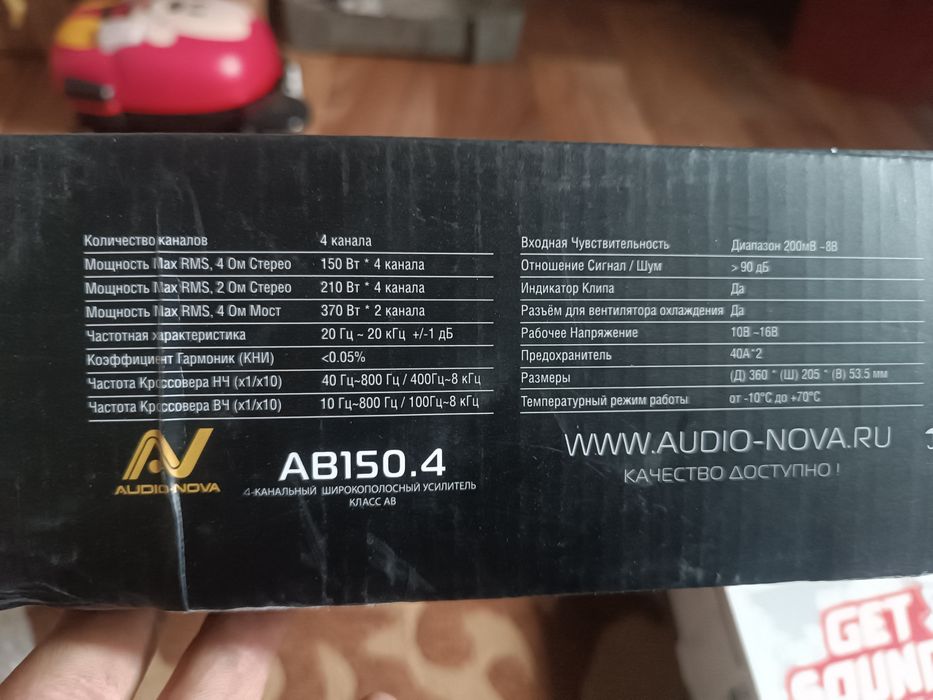 Количество каналов 4 канала
Мощность Max RMS, 4 Ом Стерео 150 Вт * 4 канала
Мощность Max RMS, 2 Ом Стерео 210 Вт * 4 канала
Мощность Max RMS, 4 Ом Мост 370 Вт * 2 канала
Частотная характеристика 20 Гц ~ 20 кГц +/-1 дБ
Коэффициент Гармоник (КНИ) <0.05%
Частота Кроссовера НЧ (x1/x10) 40 Гц~800 Гц / 400Гц~8 кГц
Частота Кроссовера ВЧ (x1/x10) 10 Гц~800 Гц / 100Гц~8 кГц
Входная Чувствительность Диапазон 200мВ ~8В
Отношение Сигнал / Шум > 90 дБ
Индикатор Клипа Да
Разъём для вентилятора охлаждения Да
Рабочее Напряжение 10В ~16В
Предохранитель 40А*2
Размеры (Д) 360 * (Ш) 205 * (В) 53.5 мм
Температурный режим работы от -10°C до +70°C
AUDIO-NOVA
AB150.4
4-КАНАЛЬНЫЙ ШИРОКОПОЛОСНЫЙ УСИЛИТЕЛЬ
КЛАСС AB
WWW.AUDIO-NOVA.RU
КАЧЕСТВО ДОСТУПНО !
GET
SOUND